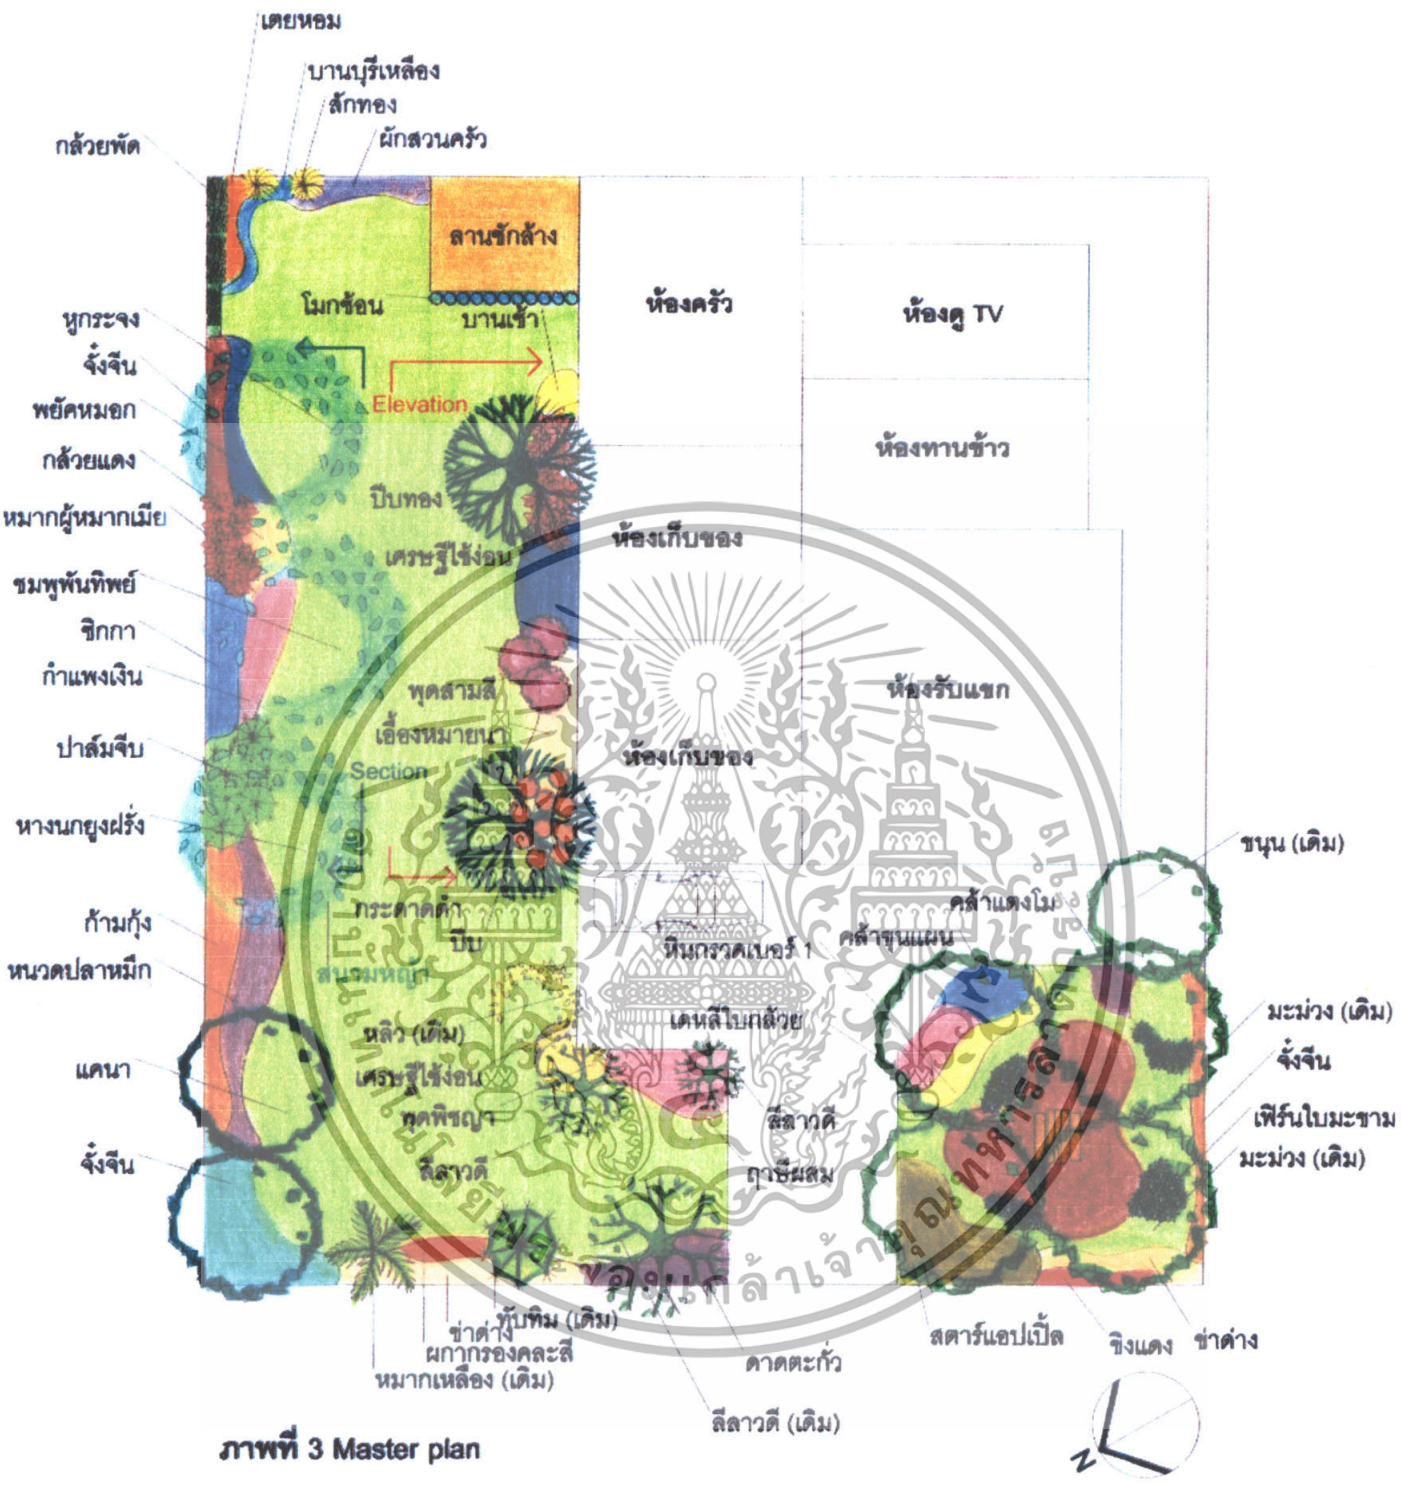 เตยหอม
บานบุรีเหลือง
สักทอง
ผักสวนครัว
กล้วยพัด
ลานซักล้าง
โมกซ้อน
บานเช้า
ห้องครัว
ห้องดู TV
หูกระจง
จั๋งจีน
พยัคหมอก
Elevation
กล้วยแดง
ห้องทานข้าว
หมากผู้หมากเมีย
ปีบทอง
เศรษฐีไซ่ง่อน
ห้องเก็บของ
ชมพูพันทิพย์
ซิกกา
กำแพงเงิน
พุดสามสี
ห้องรับแขก
เอื้องหมายนา
ปาล์มจีบ
Section
ห้องเก็บของ
หางนกยูงฝรั่ง
ขนุน (เดิม)
ก้ามกุ้ง
กระดาดดำ
ปีบ
คล้าแตงโม
คล้าขุนแผน
หินกรวดเบอร์ 1
หนวดปลาหมึก
สนามหญ้า
หลิว (เดิม)
เดหลีใบกล้วย
มะม่วง (เดิม)
จั๋งจีน
แคนา
เศรษฐีไซ่ง่อน
พุดพิชญา
ลีลาวดี
เฟิร์นใบมะขาม
มะม่วง (เดิม)
จั๋งจีน
ลีลาวดี
ฤาษีผสม
ทับทิม (เดิม)
ข่าด่าง
ผกากรองคละสี
หมากเหลือง (เดิม)
ดาดตะกั่ว
ลีลาวดี (เดิม)
สตาร์แอปเปิ้ล
ขิงแดง
ข่าด่าง
N
ภาพที่ 3 Master plan